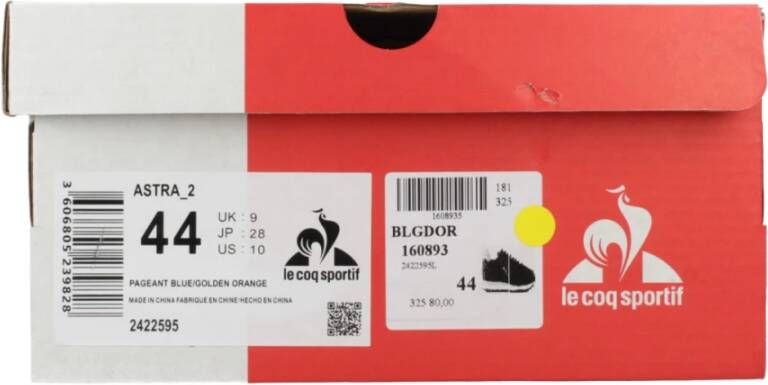 ASTRA_2
44
UK : 9
JP : 28
US : 10
le coq sportif
PAGEANT BLUE/GOLDEN ORANGE
MADE IN CHINA/FABRIQUE EN CHINE/HECHO EN CHINA
2422595
3 606805 239828
1608935
181
325
BLGDOR
160893
2422595L
44
325 80,00
le coq sportif